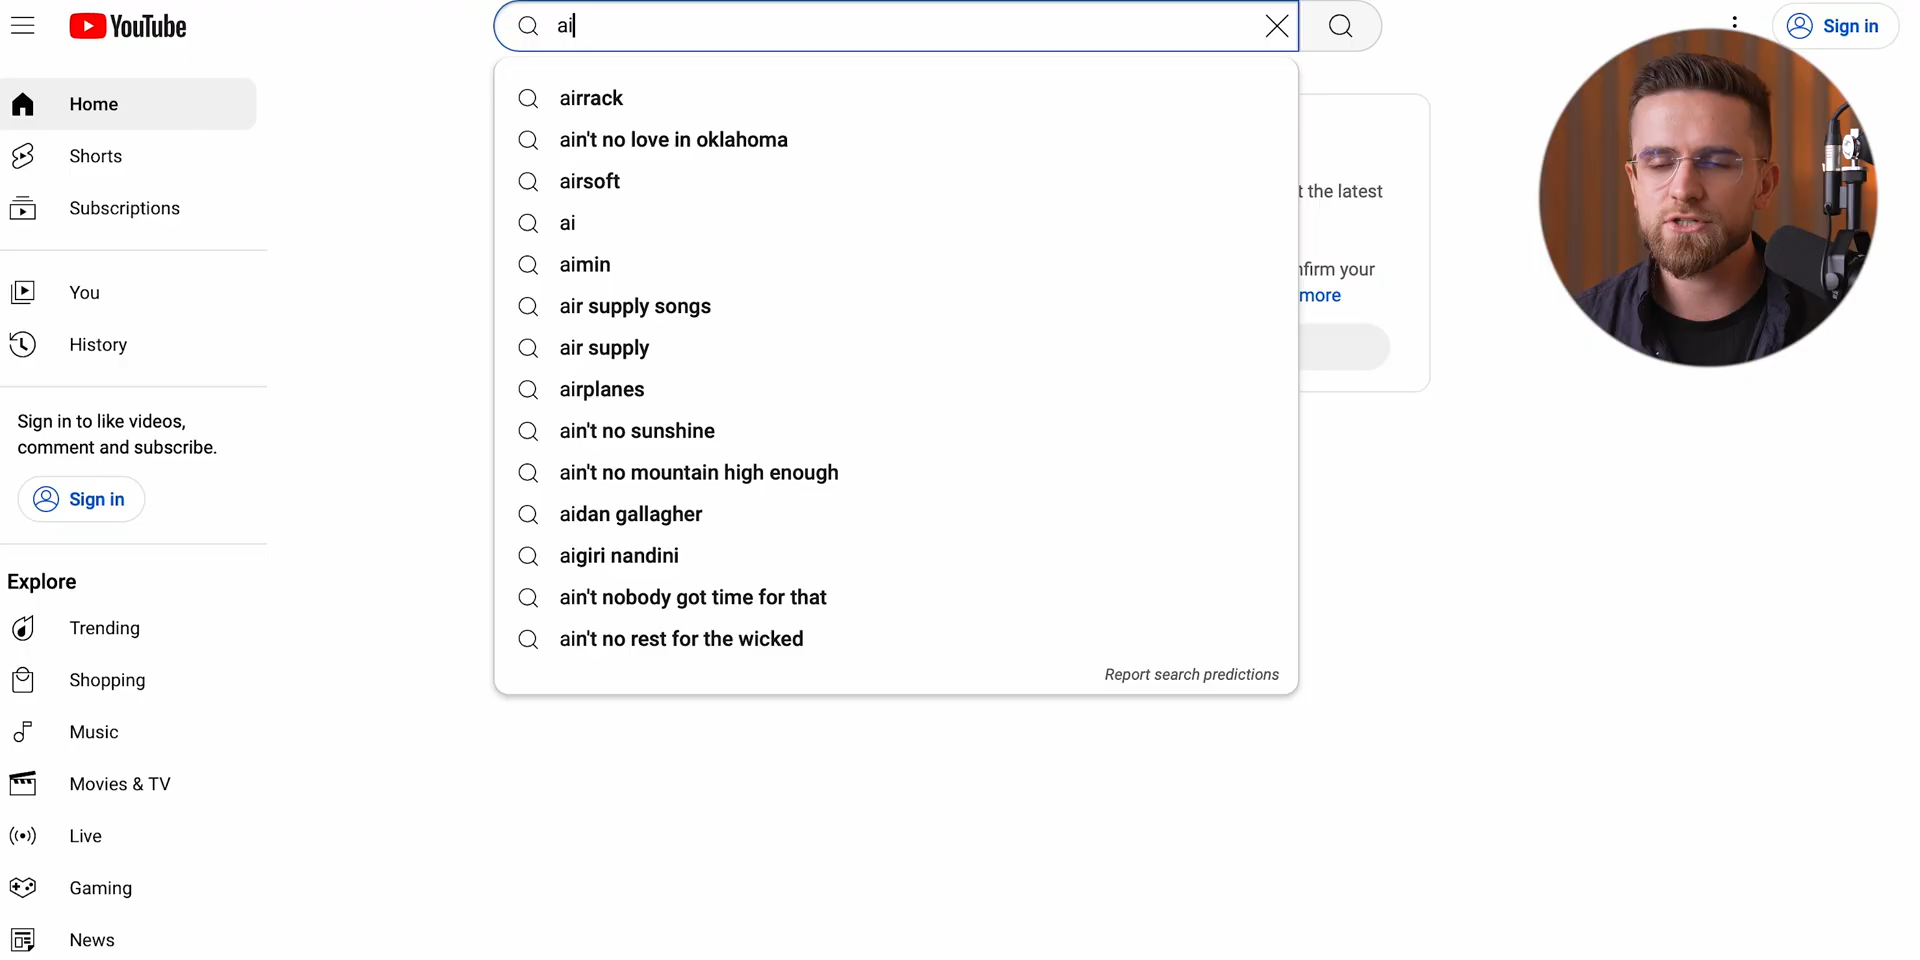 YouTube
ai
Sign in
Home
Shorts
Subscriptions
You
History
Sign in to like videos,
comment and subscribe.
Sign in
Explore
Trending
Shopping
Music
Movies & TV
Live
Gaming
News
airrack
ain't no love in oklahoma
airsoft
ai
aimin
air supply songs
air supply
airplanes
ain't no sunshine
ain't no mountain high enough
aidan gallagher
aigiri nandini
ain't nobody got time for that
ain't no rest for the wicked
Report search predictions
t the latest
nfirm your
more